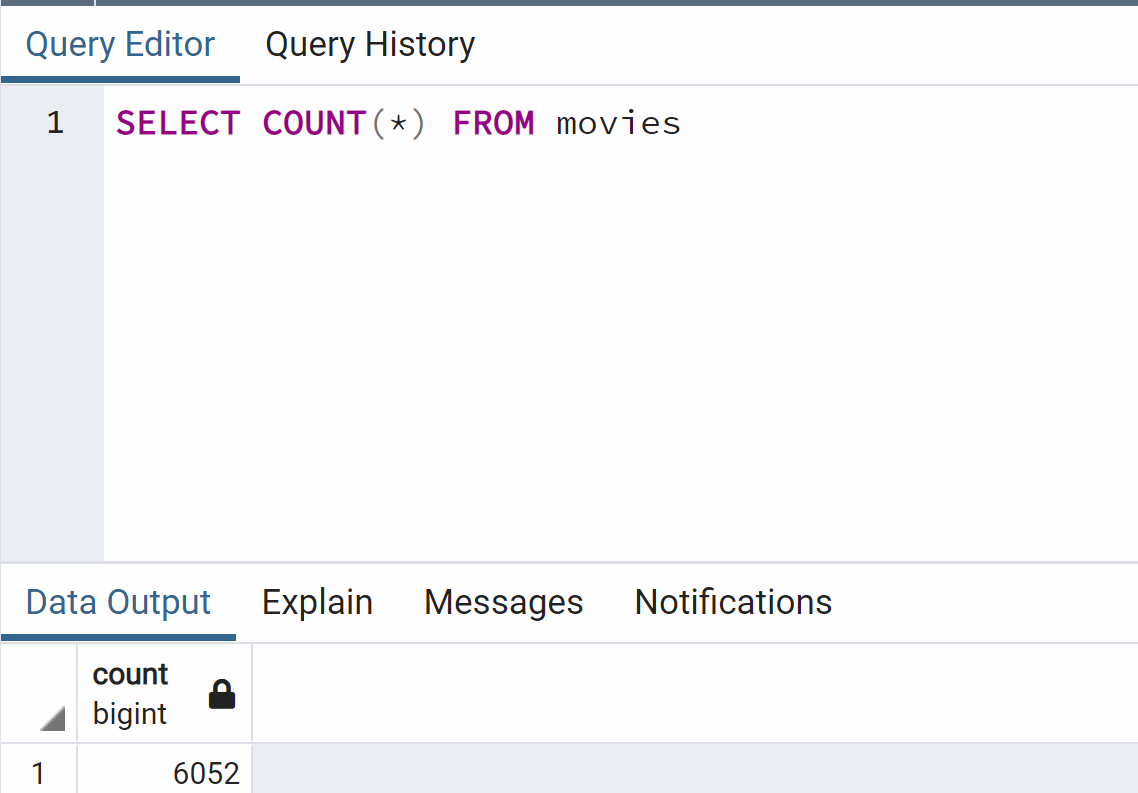 Query Editor Query History
1 SELECT COUNT(*) FROM movies
Data Output Explain Messages Notifications
count
bigint
1 6052